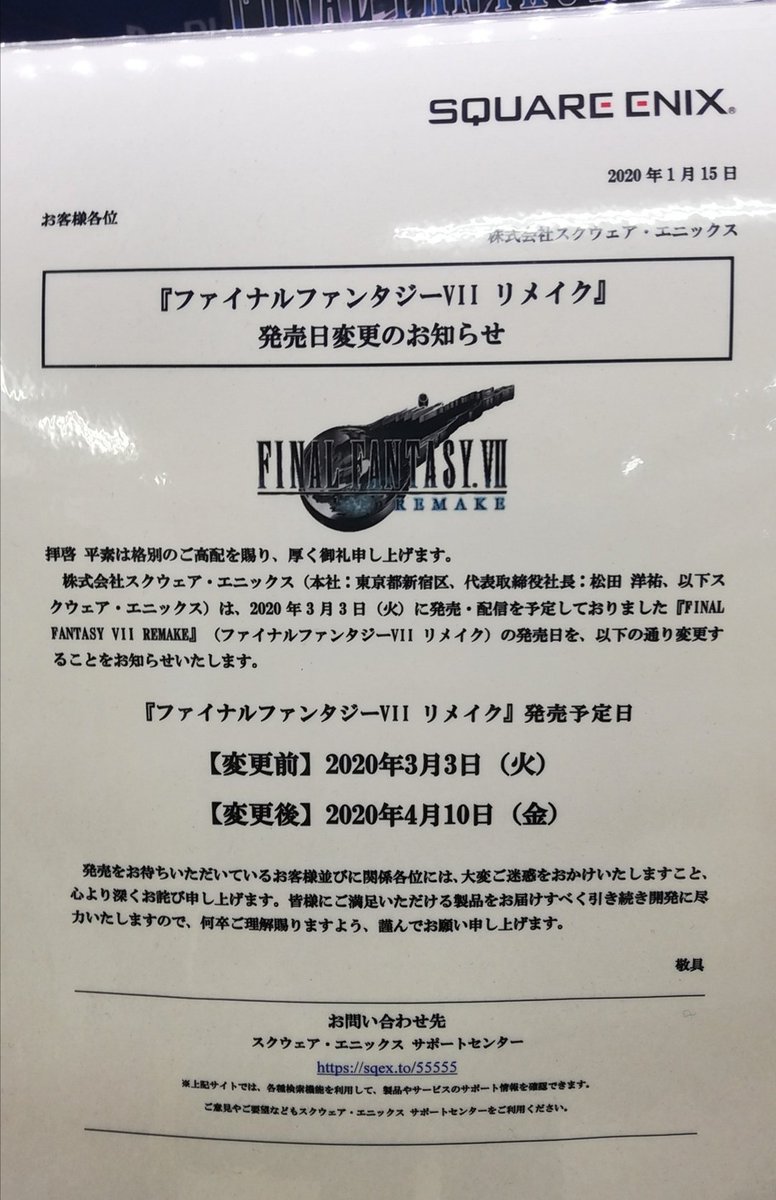 SQUARE ENIX®
2020年1月15日
お客様各位
株式会社スクウェア・エニックス
『ファイナルファンタジーVII リメイク』
発売日変更のお知らせ
FINAL FANTASY. VII
REMAKE
拝啓 平素は格別のご高配を賜り、厚く御礼申し上げます。
株式会社スクウェア・エニックス（本社：東京都新宿区、代表取締役社長：松田 洋祐、以下ス
クウェア・エニックス）は、2020年3月3日（火）に発売・配信を予定しておりました『FINAL
FANTASY VII REMAKE』（ファイナルファンタジーVII リメイク）の発売日を、以下の通り変更す
ることをお知らせいたします。
『ファイナルファンタジーVII リメイク』発売予定日
【変更前】2020年3月3日（火）
【変更後】2020年4月10日（金）
発売をお待ちいただいているお客様並びに関係各位には、大変ご迷惑をおかけいたしますこと、
心より深くお詫び申し上げます。皆様にご満足いただける製品をお届けすべく引き続き開発に尽
力いたしますので、何卒ご理解賜りますよう、謹んでお願い申し上げます。
敬具
お問い合わせ先
スクウェア・エニックス サポートセンター
https://sqex.to/55555
※上記サイトでは、各種検索機能を利用して、製品やサービスのサポート情報を確認できます。
ご意見やご要望などもスクウェア・エニックス サポートセンターをご利用ください。